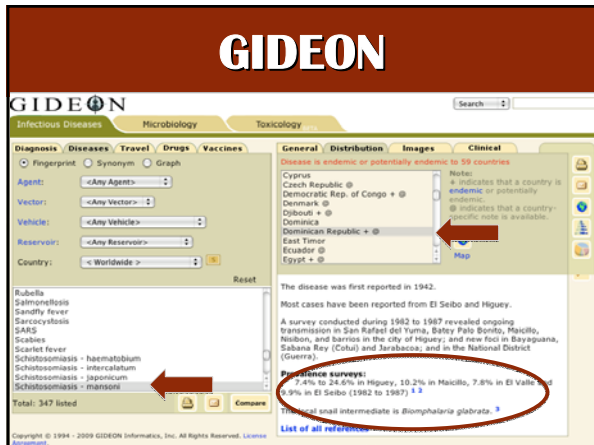 GIDEON
GIDEON
Search
Infectious Diseases
Microbiology
Toxicology
Diagnosis
Diseases
Travel
Drugs
Vaccines
Fingerprint
Synonym
Graph
Agent:
<Any Agent>
Vector:
<Any Vector>
Vehicle:
<Any Vehicle>
Reservoir:
<Any Reservoir>
Country:
< Worldwide >
Reset
Rubella
Salmonellosis
Sandfly fever
Sarcocystosis
SARS
Scabies
Scarlet fever
Schistosomiasis - haematobium
Schistosomiasis - intercalatum
Schistosomiasis - japonicum
Schistosomiasis - mansoni
Total: 347 listed
Compare
Copyright © 1994 - 2009 GIDEON Informatics, Inc. All Rights Reserved. License
Agreement.
General
Distribution
Images
Clinical
Disease is endemic or potentially endemic to 59 countries
Cyprus
Czech Republic @
Democratic Rep. of Congo + @
Denmark @
Djibouti + @
Dominica
Dominican Republic + @
East Timor
Ecuador @
Egypt + @
Note:
+ indicates that a country is
endemic or potentially
endemic.
@ indicates that a country-
specific note is available.
Map
The disease was first reported in 1942.
Most cases have been reported from El Seibo and Higuey.
A survey conducted during 1982 to 1987 revealed ongoing
transmission in San Rafael del Yuma, Batey Palo Bonito, Maicillo,
Nisibon, and barrios in the city of Higuey; and new foci in Bayaguana,
Sabana Rey (Cotui) and Jarabacoa; and in the National District
(Guerra).
Prevalence surveys:
7.4% to 24.6% in Higuey, 10.2% in Maicillo, 7.8% in El Valle and
9.9% in El Seibo (1982 to 1987) 1 2
The local snail intermediate is Biomphalaria glabrata. 3
List of all references